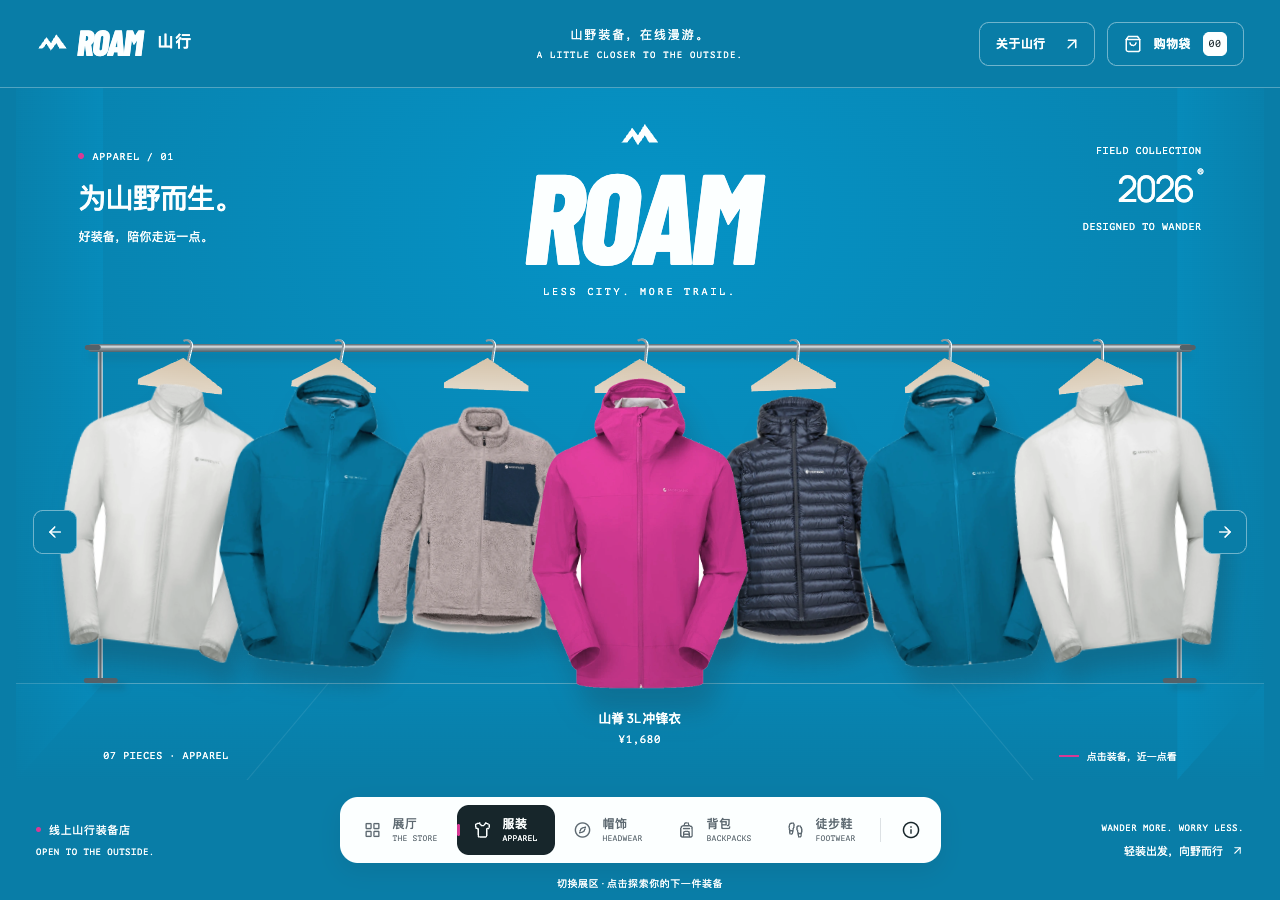 ROAM 山行
山野装备，在线漫游。
A LITTLE CLOSER TO THE OUTSIDE.
关于山行
购物袋 00
APPAREL / 01
为山野而生。
好装备，陪你走远一点。
ROAM
LESS CITY. MORE TRAIL.
FIELD COLLECTION
2026®
DESIGNED TO WANDER
山脊 3L 冲锋衣
¥1,680
07 PIECES · APPAREL
点击装备，近一点看
线上山行装备店
OPEN TO THE OUTSIDE.
展厅
THE STORE
服装
APPAREL
帽饰
HEADWEAR
背包
BACKPACKS
徒步鞋
FOOTWEAR
WANDER MORE. WORRY LESS.
轻装出发，向野而行
切换展区 · 点击探索你的下一件装备